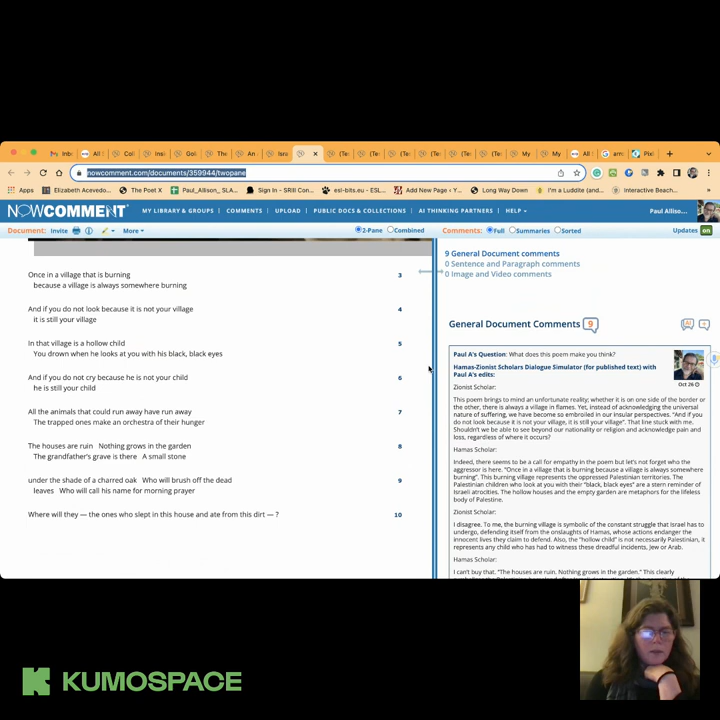 Inb
All S
Col
Insi
Goi
The
An
Isra
(Te
(Te
(Te
(Te
(Te
(Te
(Te
My
My
All
am
Pix
nowcomment.com/documents/359944/twopane
Apps
Elizabeth Acevedo...
The Poet X
Paul_Allison_ SLA...
Sign In - SRII Con...
esl-bits.eu - ESL...
Add New Page ‹ Y...
Long Way Down
I'm a Luddite (and...
Interactive Beach...
NOWCOMMENT
MY LIBRARY & GROUPS
COMMENTS
UPLOAD
PUBLIC DOCS & COLLECTIONS
AI THINKING PARTNERS
HELP
Paul Alliso...
Document:
Invite
More
2-Pane
Combined
Comments:
Full
Summaries
Sorted
Updates
on
Once in a village that is burning 3
because a village is always somewhere burning
And if you do not look because it is not your village 4
it is still your village
In that village is a hollow child 5
You drown when he looks at you with his black, black eyes
And if you do not cry because he is not your child 6
he is still your child
All the animals that could run away have run away 7
The trapped ones make an orchestra of their hunger
The houses are ruin Nothing grows in the garden 8
The grandfather's grave is there A small stone
under the shade of a charred oak Who will brush off the dead 9
leaves Who will call his name for morning prayer
Where will they — the ones who slept in this house and ate from this dirt — ? 10
9 General Document comments
0 Sentence and Paragraph comments
0 Image and Video comments
General Document Comments 9
AI
Paul A's Question: What does this poem make you think?
Hamas-Zionist Scholars Dialogue Simulator (for published text) with
Paul A's edits:
Oct 26
Zionist Scholar:
This poem brings to mind an unfortunate reality; whether it is on one side of the border or
the other, there is always a village in flames. Yet, instead of acknowledging the universal
nature of suffering, we have become so embroiled in our insular perspectives. "And if you
do not look because it is not your village, it is still your village". That line stuck with me.
Shouldn't we be able to see beyond our nationality or religion and acknowledge pain and
loss, regardless of where it occurs?
Hamas Scholar:
Indeed, there seems to be a call for empathy in the poem but let's not forget who the
aggressor is here. "Once in a village that is burning because a village is always somewhere
burning". This village represents the oppressed Palestinian territories. The
Palestinian children who look at you with their "black, black eyes" are a stern reminder of
Israeli atrocities. The hollow houses and the empty garden are metaphors for the lifeless
body of Palestine.
Zionist Scholar:
I disagree. To me, the burning village is symbolic of the constant struggle that Israel has to
undergo, defending itself from the onslaughts of Hamas, whose actions endanger the
innocent lives they claim to defend. Also, the "hollow child" is not necessarily Palestinian, it
represents any child who has had to witness these dreadful incidents, Jew or Arab.
Hamas Scholar:
I can't buy that. "The houses are ruin. Nothing grows in the garden." This clearly
KUMOSPACE